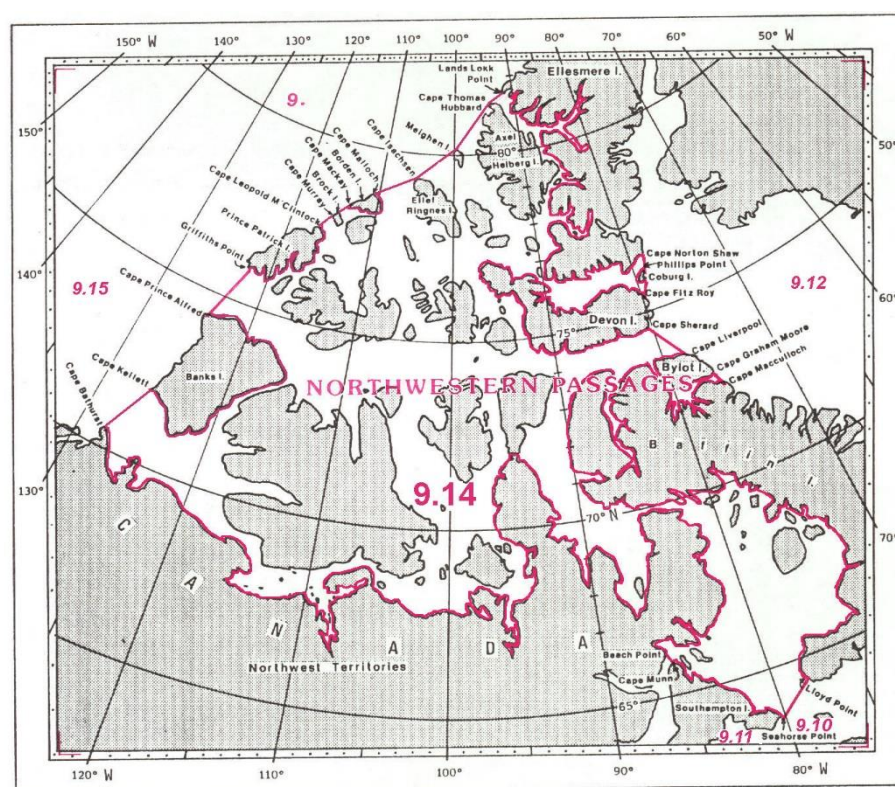 150° W
140°
130°
120°
110°
100°
90°
80°
70°
60°
50°
40° W
Lands Lokk
Point
Ellesmere I.
Cape Thomas
Hubbard
9.
Meighen I.
Axel
Heiberg I.
80°
150°
50°
Cape Isachsen
Cape Malloch
Borden I.
Cape Mackay
Brock I.
Cape Murray
Cape Leopold M Clintock
Ellef
Ringnes I.
Prince Patrick I.
Griffiths Point
Cape Norton Shaw
Phillips Point
Coburg I.
Cape Fitz Roy
140°
60°
9.15
9.12
Cape Prince Alfred
75°
Devon I.
Cape Sherard
Cape Liverpool
Bylot I.
Cape Graham Moore
Cape Macculloch
Cape Kellett
Banks I.
NORTHWESTERN PASSAGES
Cape Bathurst
Baffin I.
9.14
130°
70° N
70°
CANADA
Northwest Territories
Beach Point
Cape Munn
65°
Southampton I.
Lloyd Point
9.11
9.10
Seahorse Point
120° W
110°
100°
90°
80° W